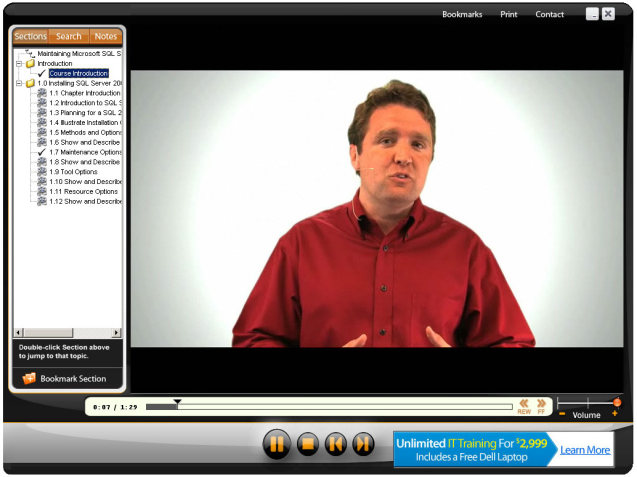 Bookmarks Print Contact
Sections Search Notes
Maintaining Microsoft SQL S
Introduction
Course Introduction
1.0 Installing SQL Server 200
1.1 Chapter Introduction
1.2 Introduction to SQL S
1.3 Planning for a SQL 2
1.4 Illustrate Installation
1.5 Methods and Options
1.6 Show and Describe
1.7 Maintenance Options
1.8 Show and Describe
1.9 Tool Options
1.10 Show and Describe
1.11 Resource Options
1.12 Show and Describe
Double-click Section above
to jump to that topic.
Bookmark Section
0:07 / 1:29
REW FF
Volume
Unlimited IT Training For $2,999
Includes a Free Dell Laptop
Learn More